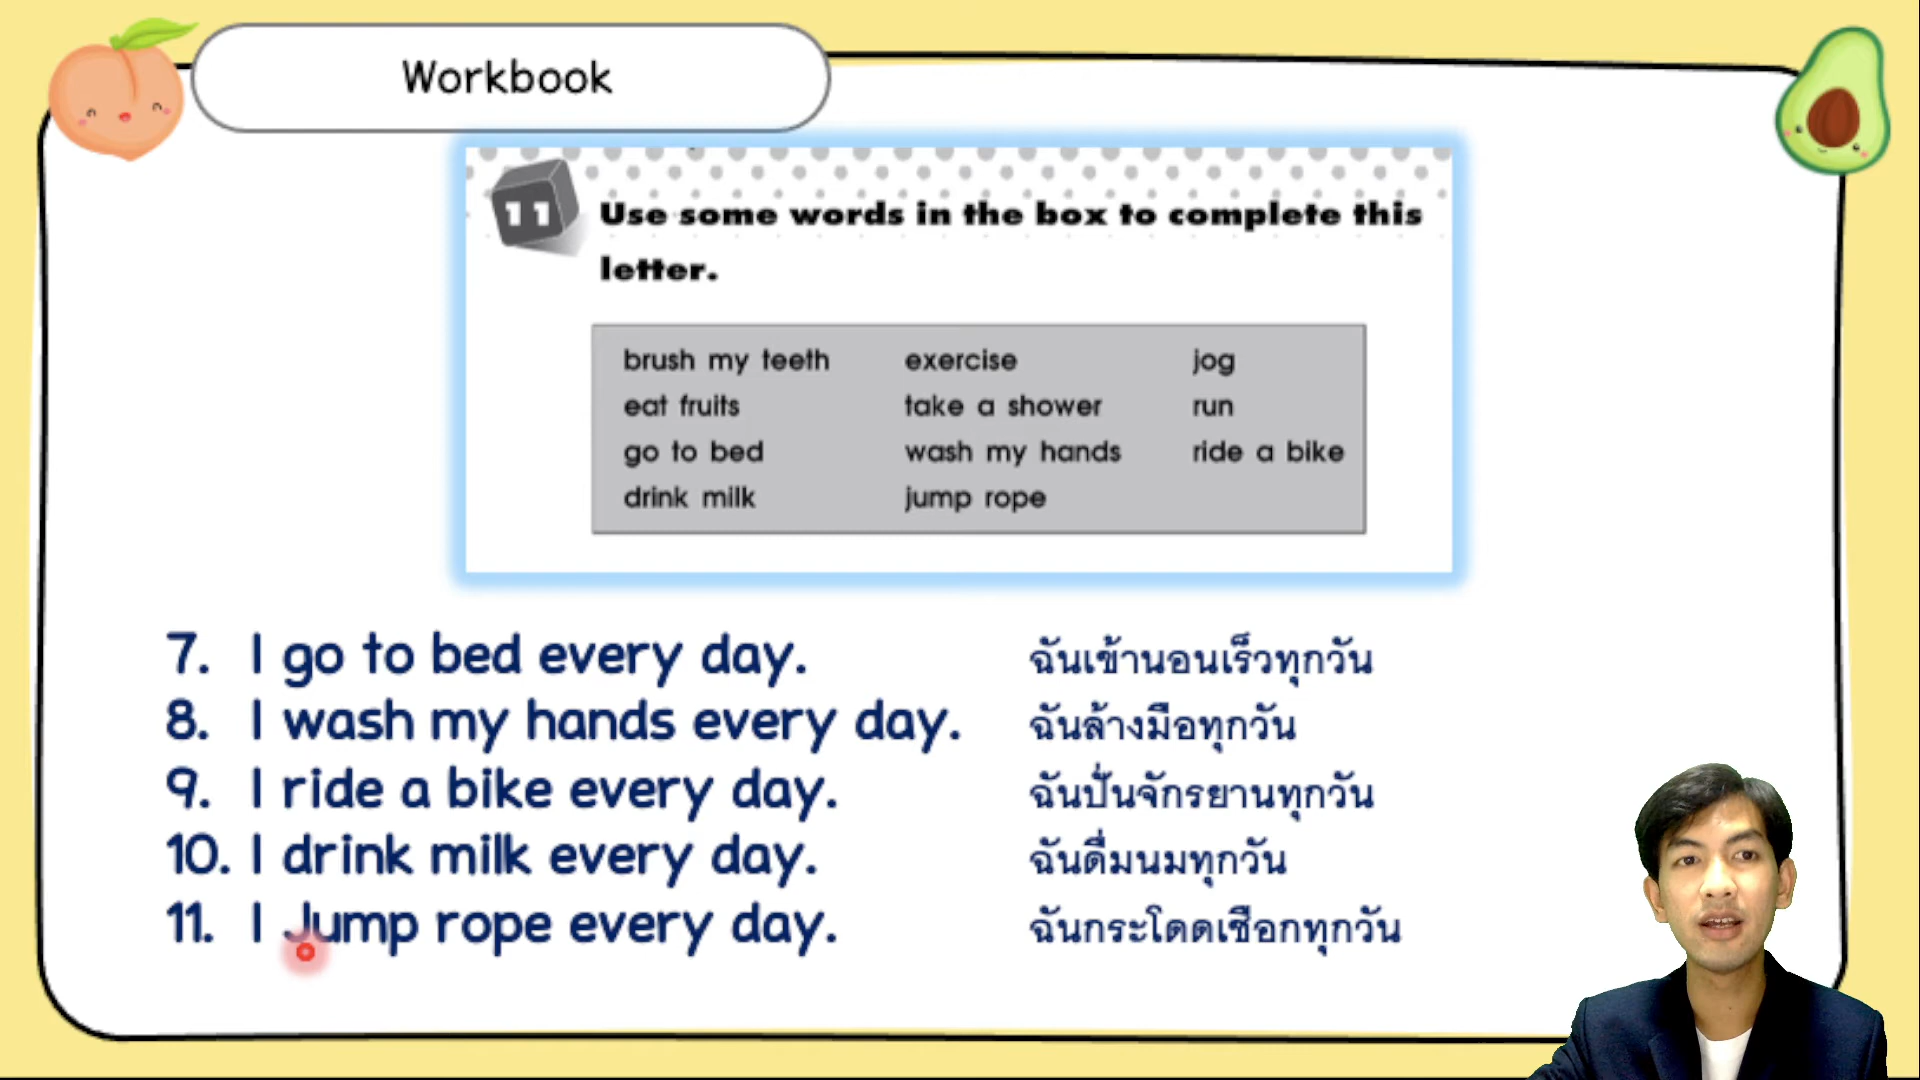 Workbook
11
Use some words in the box to complete this
letter.
brush my teeth exercise jog
eat fruits take a shower run
go to bed wash my hands ride a bike
drink milk jump rope
7. I go to bed every day. ฉันเข้านอนเร็วทุกวัน
8. I wash my hands every day. ฉันล้างมือทุกวัน
9. I ride a bike every day. ฉันปั่นจักรยานทุกวัน
10. I drink milk every day. ฉันดื่มนมทุกวัน
11. I Jump rope every day. ฉันกระโดดเชือกทุกวัน